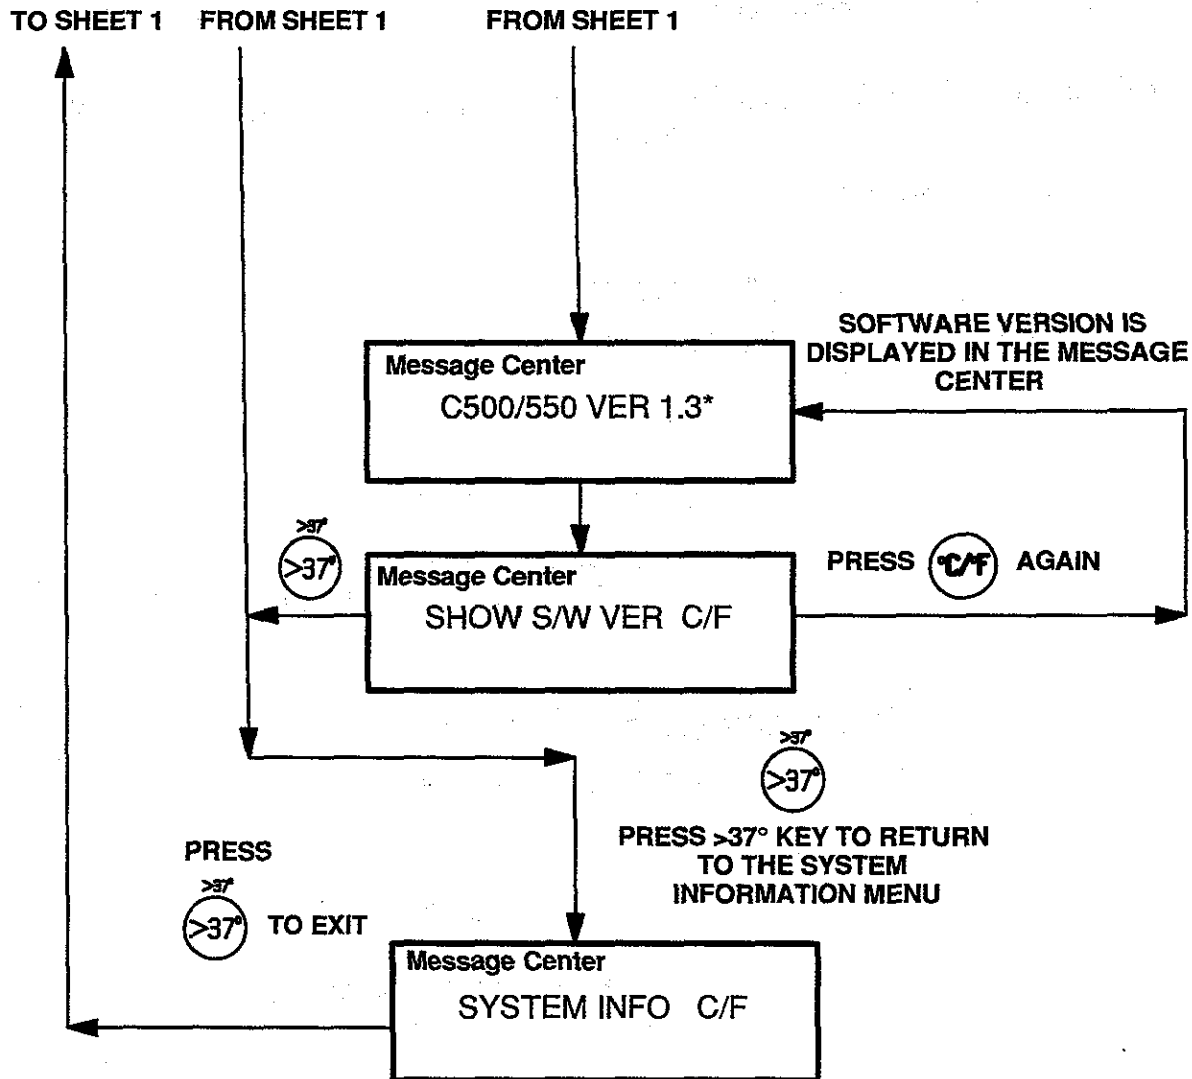 TO SHEET 1
FROM SHEET 1
FROM SHEET 1
SOFTWARE VERSION IS
DISPLAYED IN THE MESSAGE
CENTER
Message Center
C500/550 VER 1.3*
>37°
>37°
Message Center
SHOW S/W VER C/F
PRESS °C/°F AGAIN
>37°
>37°
PRESS >37° KEY TO RETURN
TO THE SYSTEM
INFORMATION MENU
PRESS
>37°
>37° TO EXIT
Message Center
SYSTEM INFO C/F